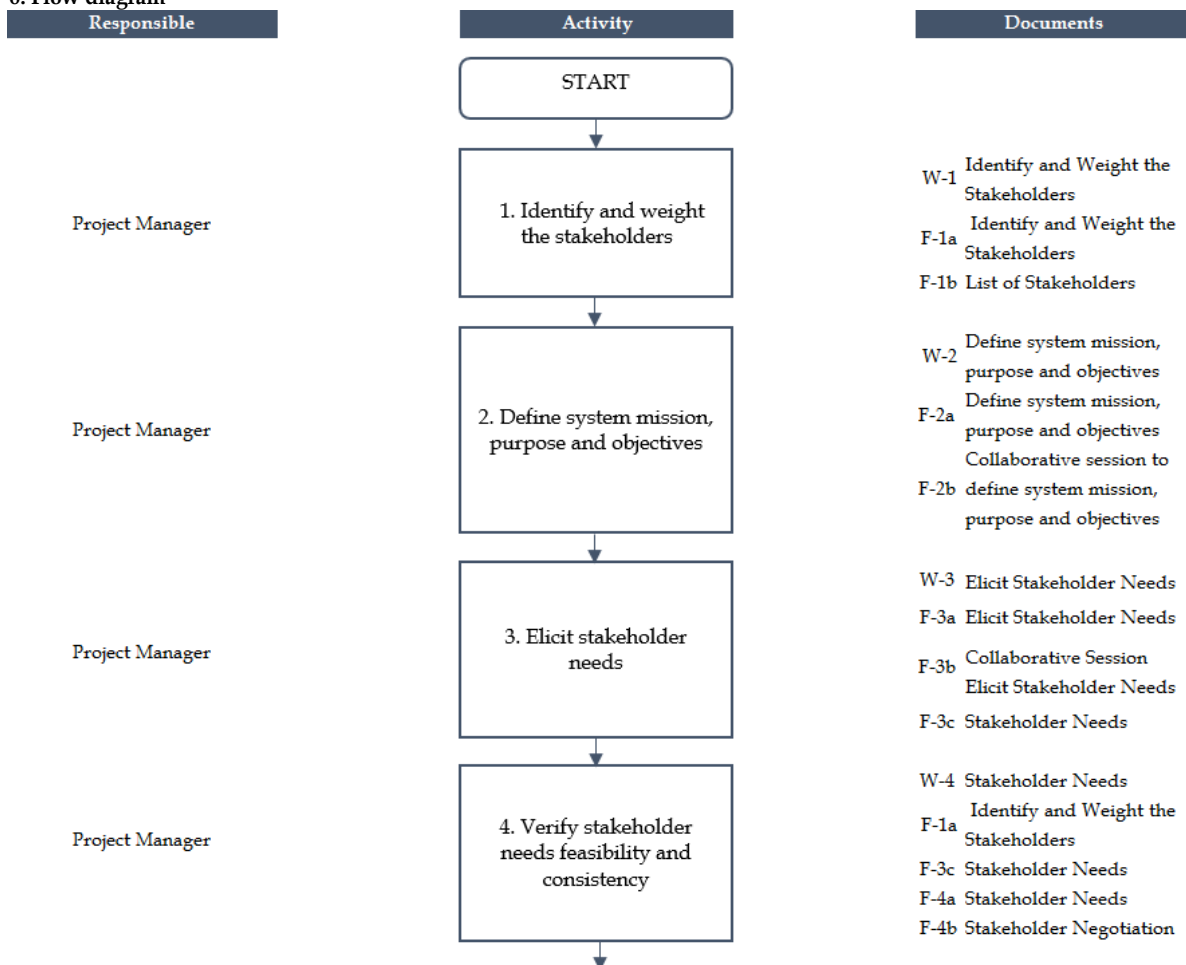 6. Flow diagram
Responsible
Activity
Documents
START
Project Manager
1. Identify and weight
the stakeholders
W-1 Identify and Weight the
Stakeholders
F-1a Identify and Weight the
Stakeholders
F-1b List of Stakeholders
Project Manager
2. Define system mission,
purpose and objectives
W-2 Define system mission,
purpose and objectives
F-2a Define system mission,
purpose and objectives
Collaborative session to
F-2b define system mission,
purpose and objectives
Project Manager
3. Elicit stakeholder
needs
W-3 Elicit Stakeholder Needs
F-3a Elicit Stakeholder Needs
F-3b Collaborative Session
Elicit Stakeholder Needs
F-3c Stakeholder Needs
Project Manager
4. Verify stakeholder
needs feasibility and
consistency
W-4 Stakeholder Needs
F-1a Identify and Weight the
Stakeholders
F-3c Stakeholder Needs
F-4a Stakeholder Needs
F-4b Stakeholder Negotiation